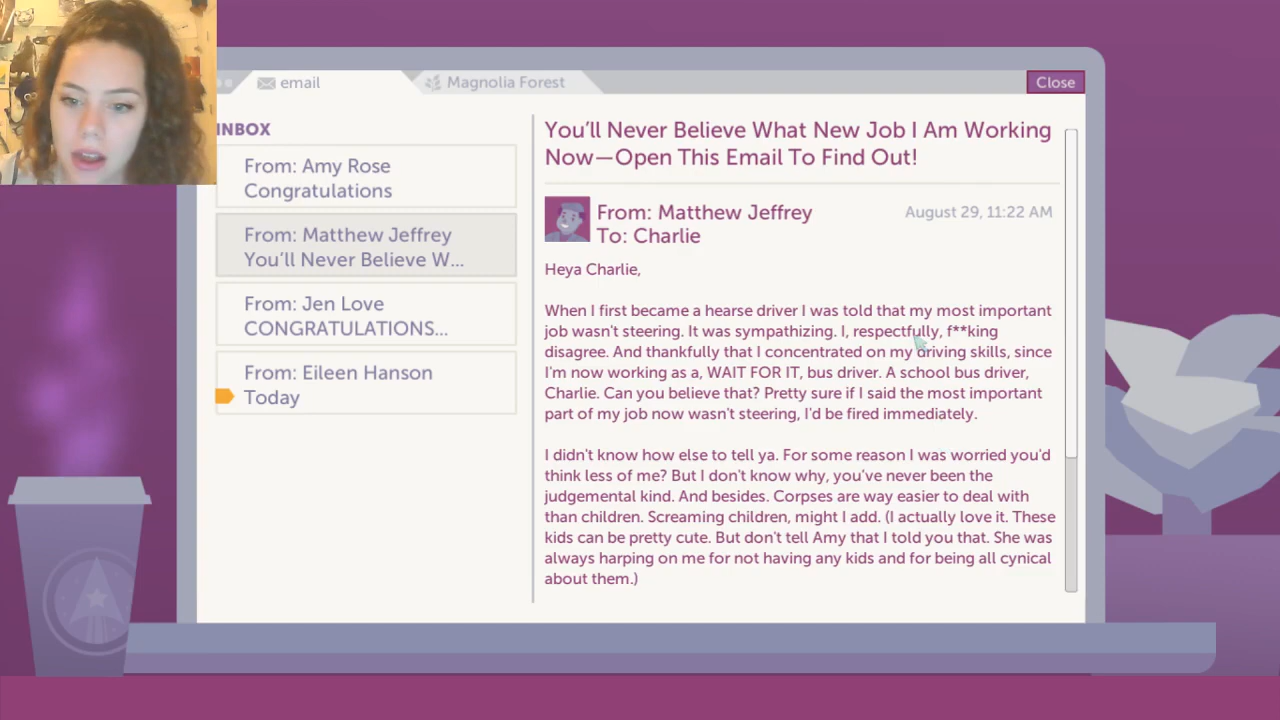 email
Magnolia Forest
Close
INBOX
From: Amy Rose
Congratulations
From: Matthew Jeffrey
You'll Never Believe W...
From: Jen Love
CONGRATULATIONS...
From: Eileen Hanson
Today
You'll Never Believe What New Job I Am Working
Now—Open This Email To Find Out!
From: Matthew Jeffrey
August 29, 11:22 AM
To: Charlie
Heya Charlie,
When I first became a hearse driver I was told that my most important
job wasn't steering. It was sympathizing. I, respectfully, f**king
disagree. And thankfully that I concentrated on my driving skills, since
I'm now working as a, WAIT FOR IT, bus driver. A school bus driver,
Charlie. Can you believe that? Pretty sure if I said the most important
part of my job now wasn't steering, I'd be fired immediately.
I didn't know how else to tell ya. For some reason I was worried you'd
think less of me? But I don't know why, you've never been the
judgemental kind. And besides. Corpses are way easier to deal with
than children. Screaming children, might I add. (I actually love it. These
kids can be pretty cute. But don't tell Amy that I told you that. She was
always harping on me for not having any kids and for being all cynical
about them.)